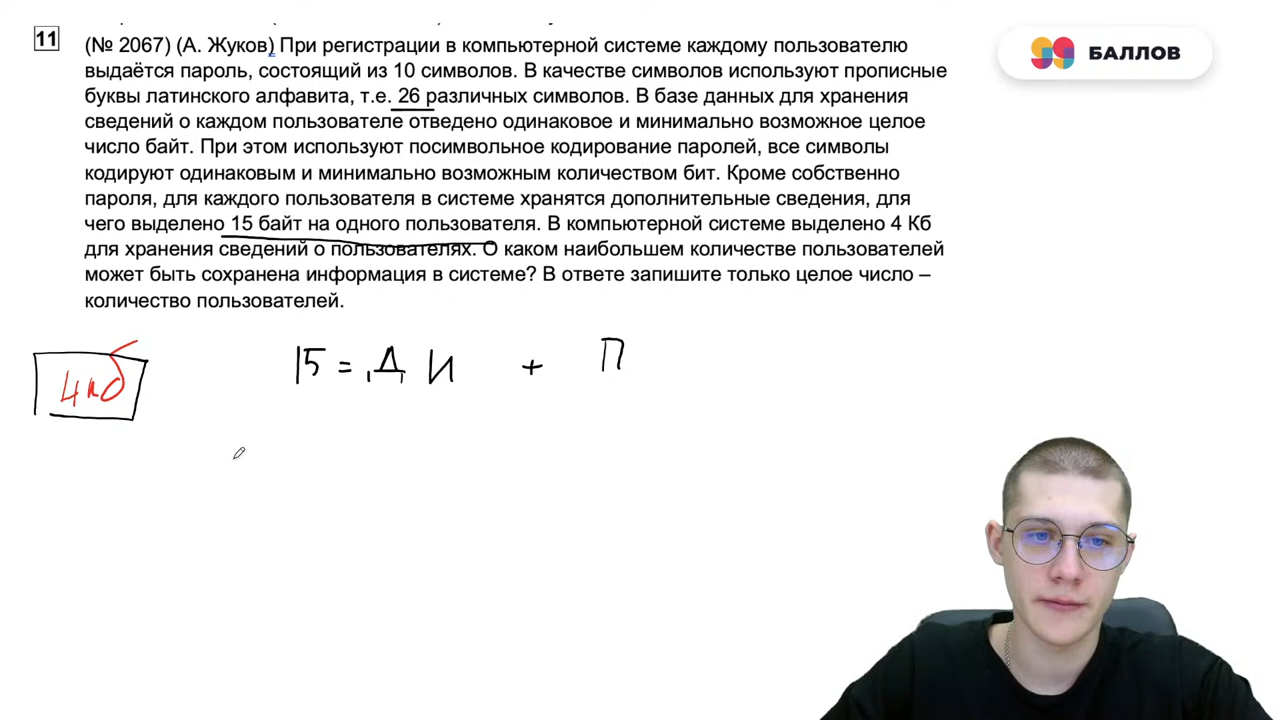 11
(№ 2067) (А. Жуков) При регистрации в компьютерной системе каждому пользователю
выдаётся пароль, состоящий из 10 символов. В качестве символов используют прописные
буквы латинского алфавита, т.е. 26 различных символов. В базе данных для хранения
сведений о каждом пользователе отведено одинаковое и минимально возможное целое
число байт. При этом используют посимвольное кодирование паролей, все символы
кодируют одинаковым и минимально возможным количеством бит. Кроме собственно
пароля, для каждого пользователя в системе хранятся дополнительные сведения, для
чего выделено 15 байт на одного пользователя. В компьютерной системе выделено 4 Кб
для хранения сведений о пользователях. О каком наибольшем количестве пользователей
может быть сохранена информация в системе? В ответе запишите только целое число –
количество пользователей.
БАЛЛОВ
4кб
15 = ДИ + П